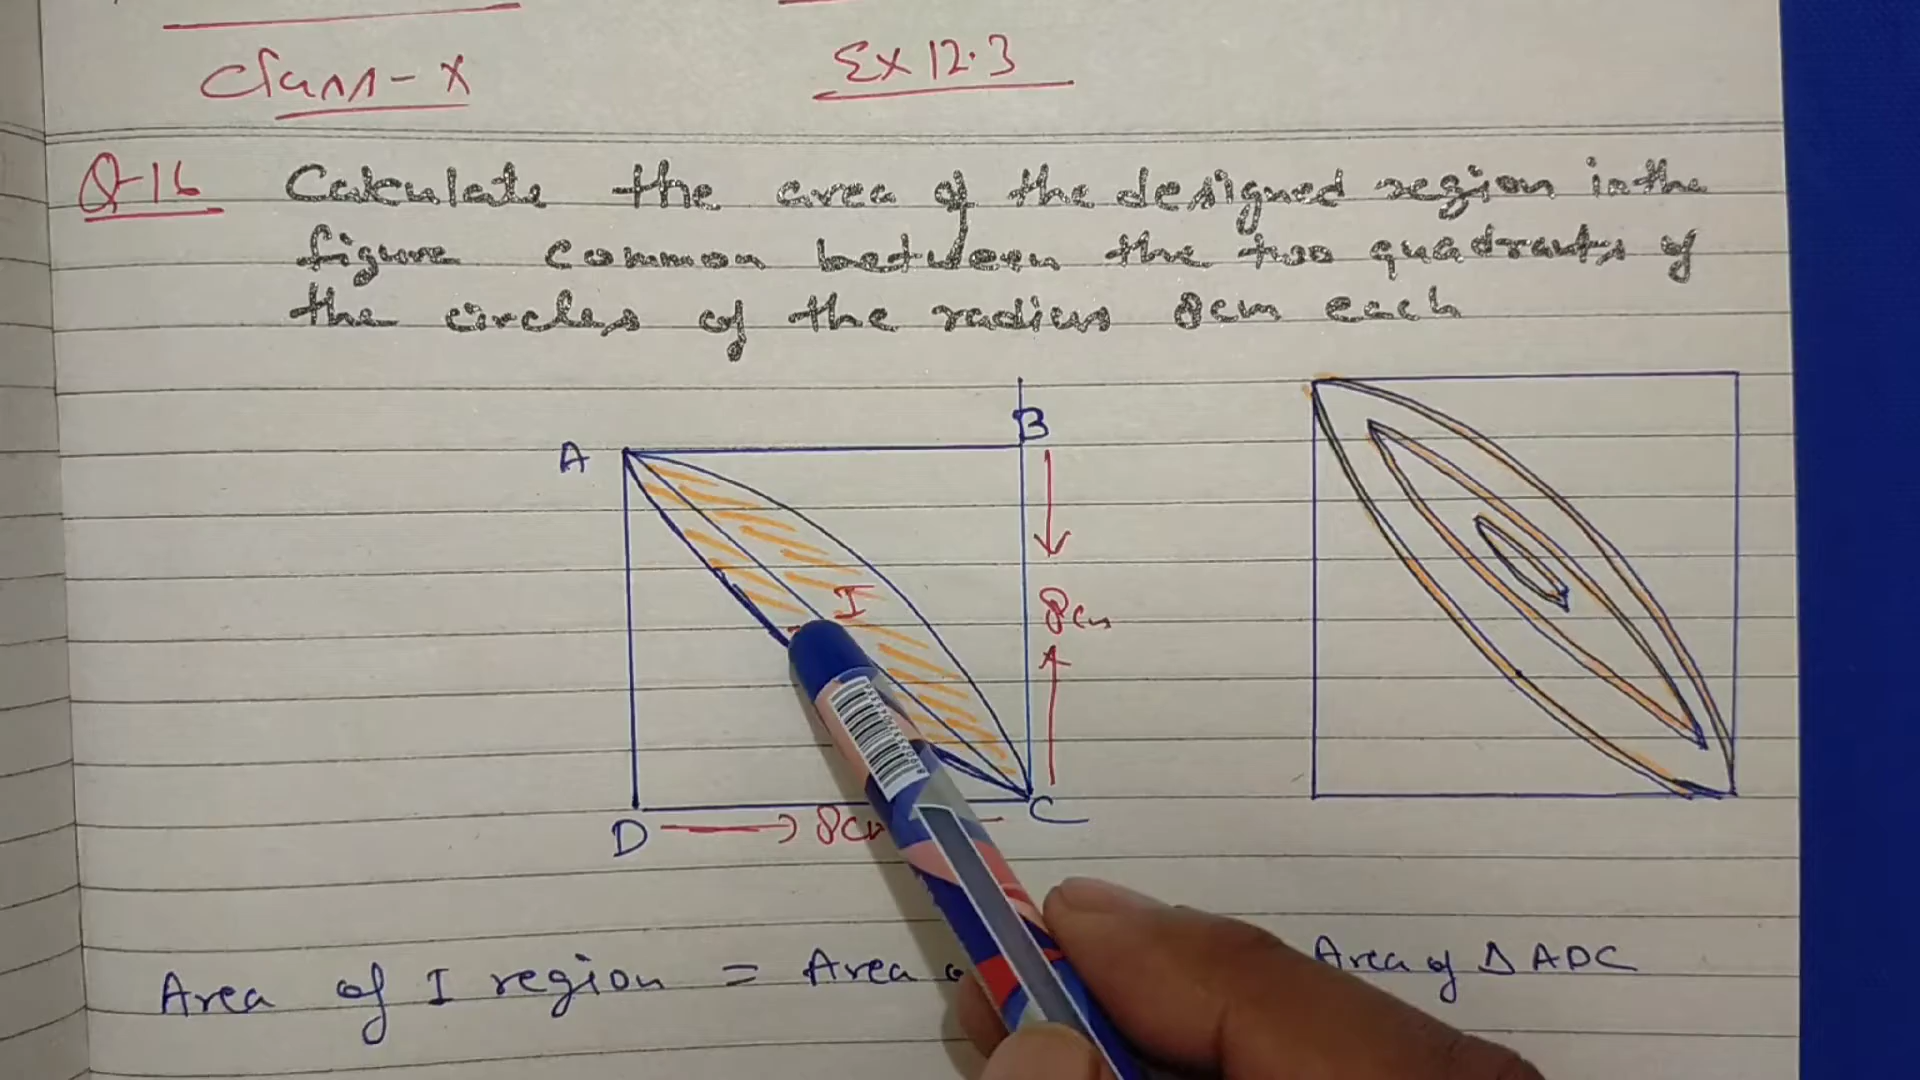 Class - X
Ex 12.3
Q-16 Calculate the area of the designed region in the
figure common between the two quadrants of
the circles of the radius 8cm each
A
B
I
8cm
D
8cm
C
Area of I region = Area
Area of Δ ADC